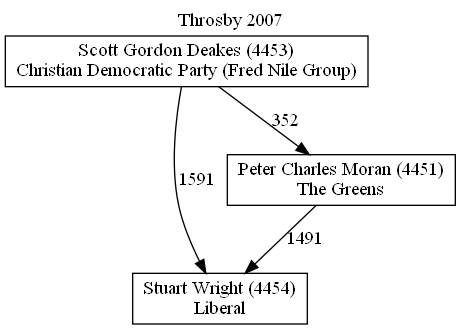 Throsby 2007
Scott Gordon Deakes (4453)
Christian Democratic Party (Fred Nile Group)
352
1591
Peter Charles Moran (4451)
The Greens
1491
Stuart Wright (4454)
Liberal